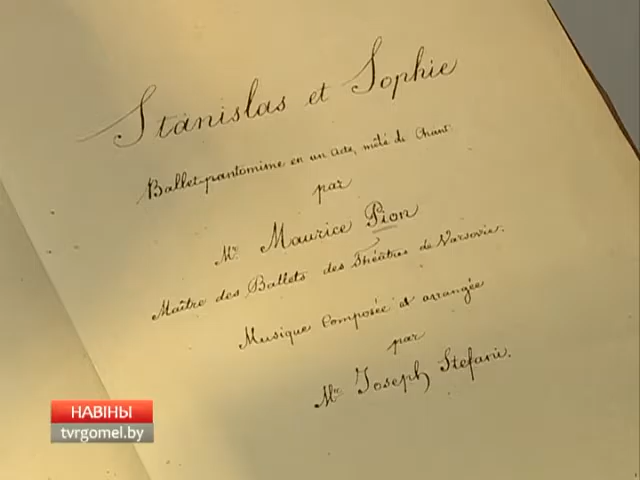 Stanislas et Sophie
Ballet-pantomime en un acte, mêlé de Chant
par
Mr. Maurice Pion
Maître des Ballets des Théâtres de Varsovie.
Musique composée et arrangée
par
Mr. Joseph Stefani.
НАВІНЫ
tvrgomel.by